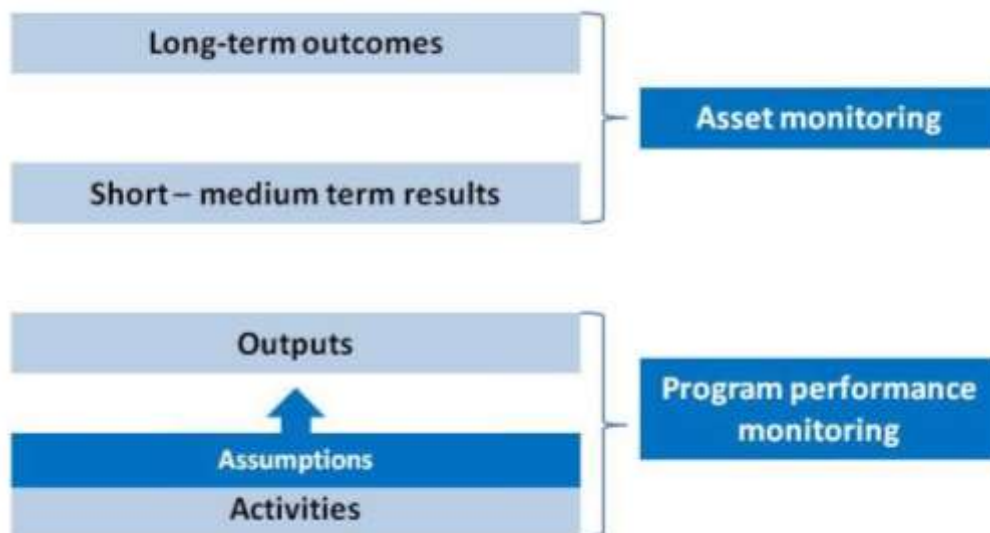 Long-term outcomes
Asset monitoring
Short – medium term results
Outputs
Program performance
monitoring
Assumptions
Activities